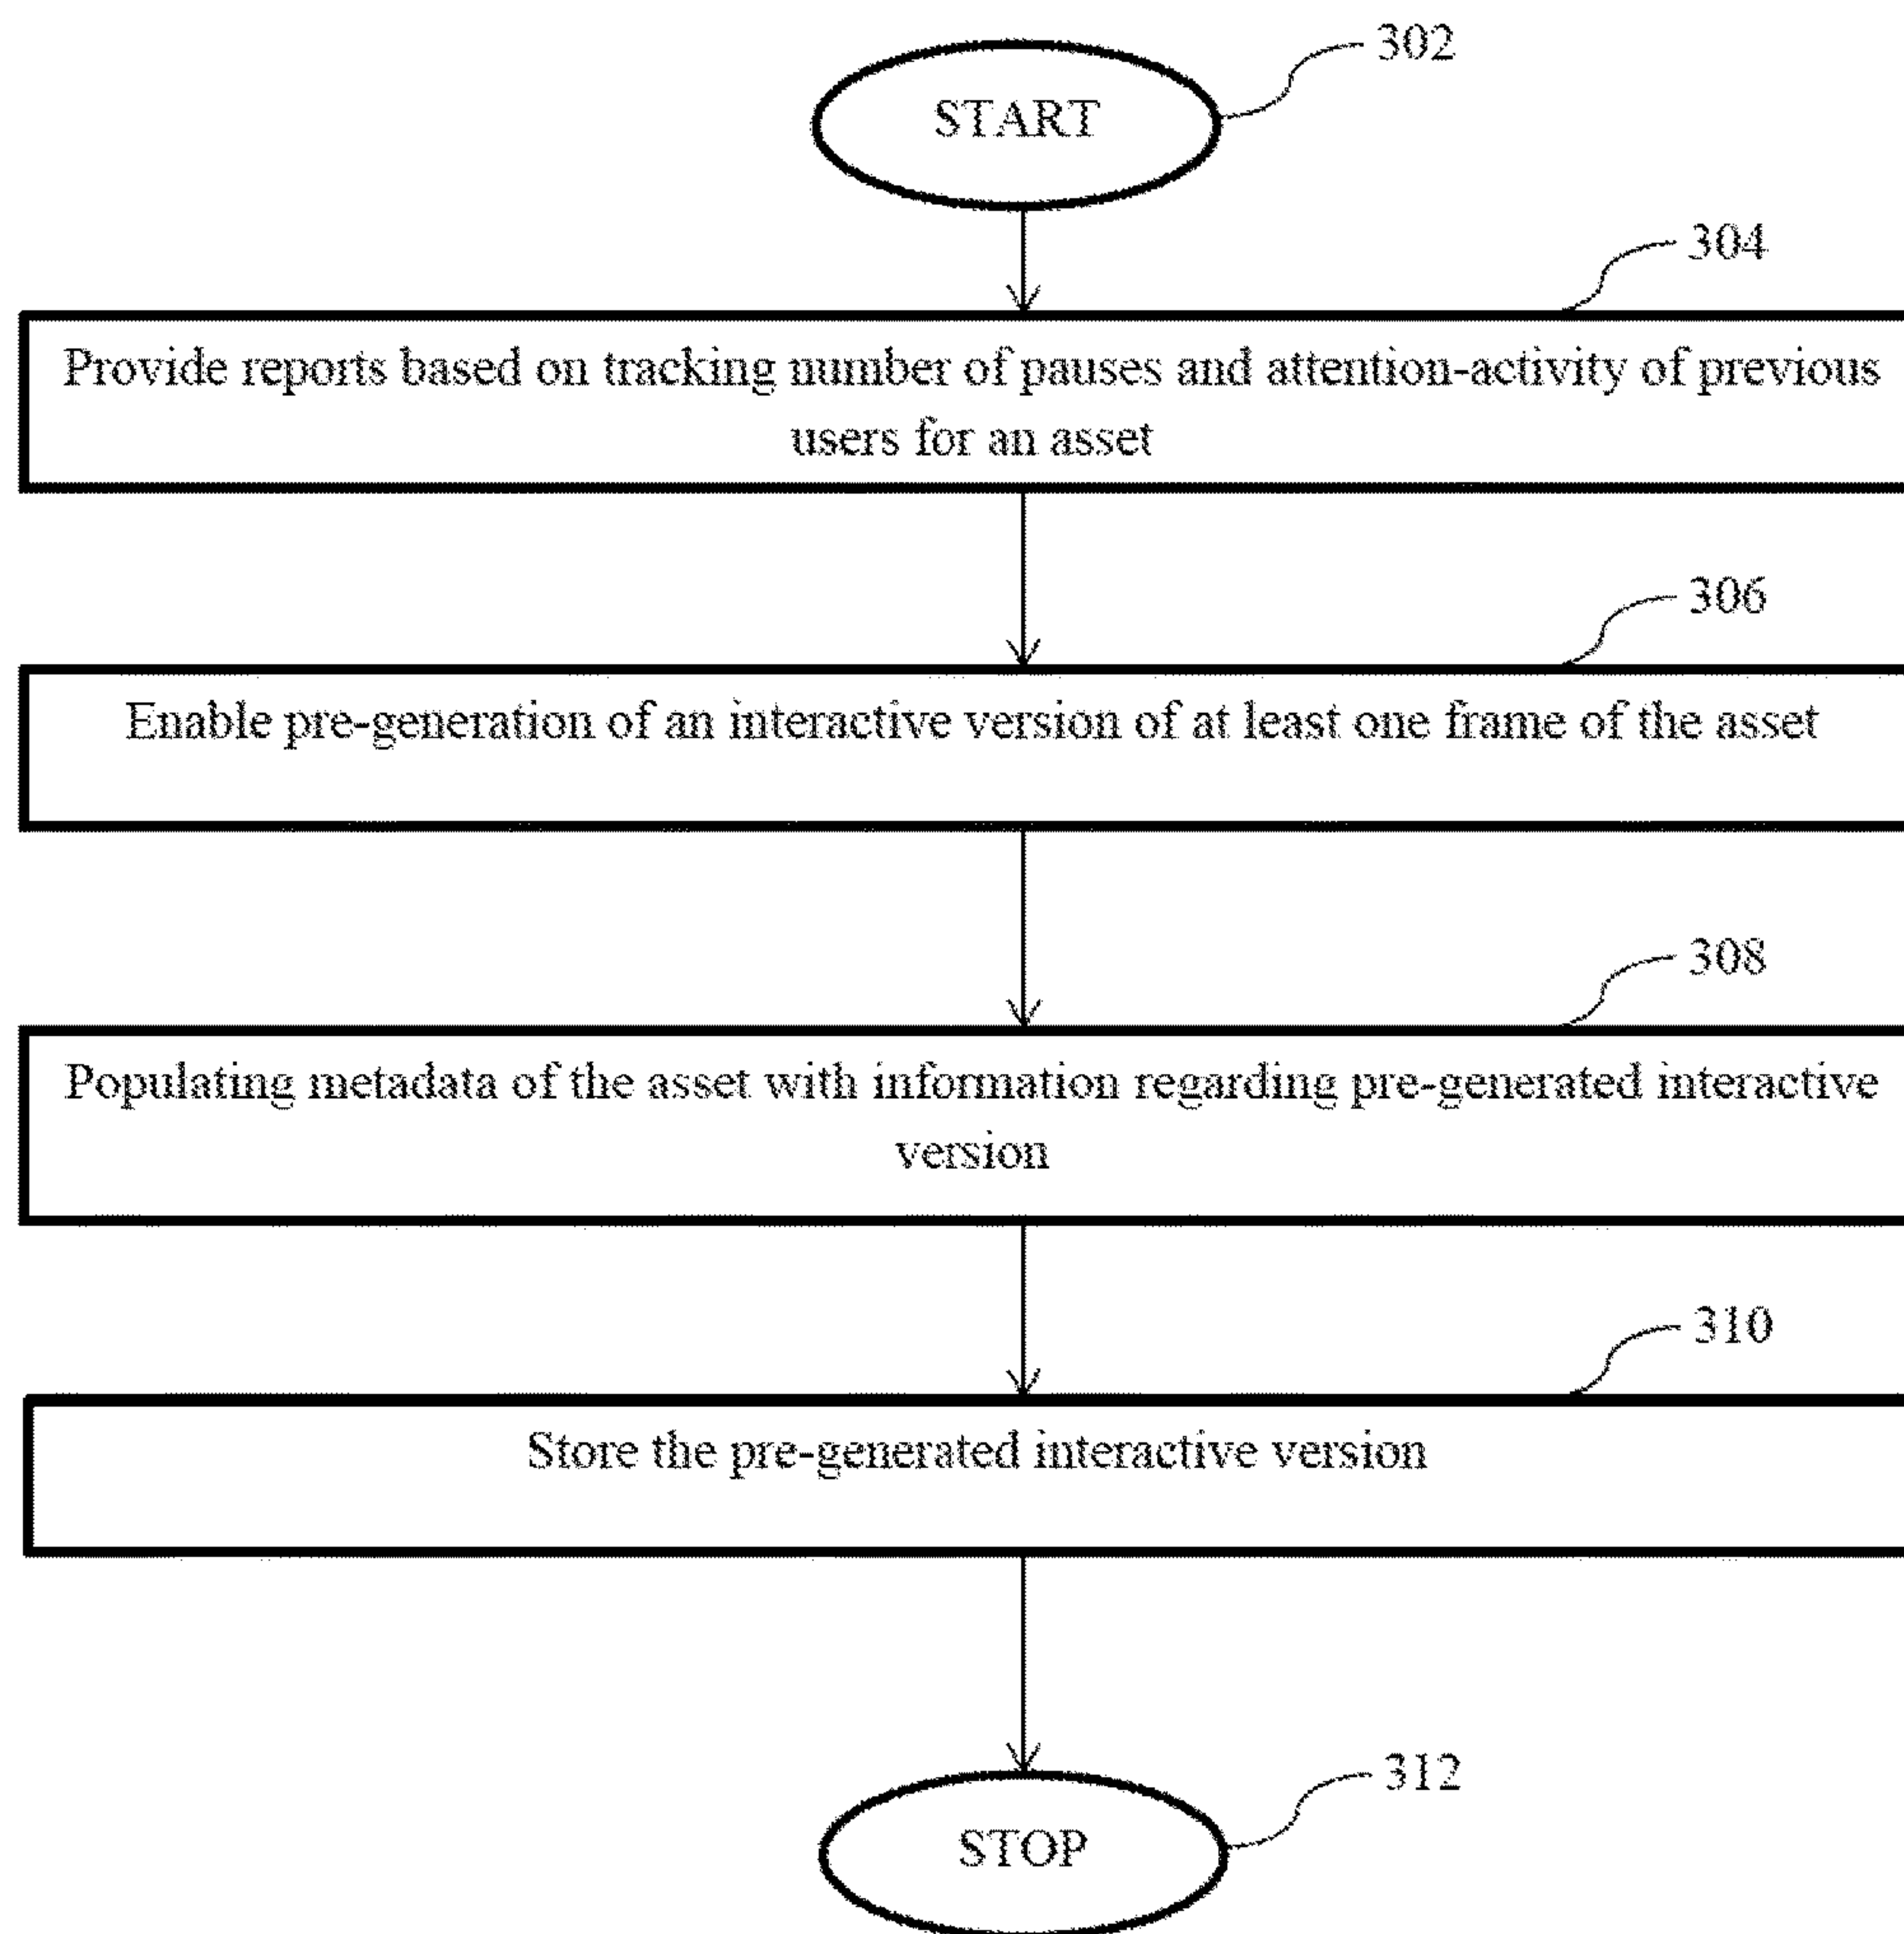 302
START
304
Provide reports based on tracking number of pauses and attention-activity of previous
users for an asset
306
Enable pre-generation of an interactive version of at least one frame of the asset
308
Populating metadata of the asset with information regarding pre-generated interactive
version
310
Store the pre-generated interactive version
312
STOP